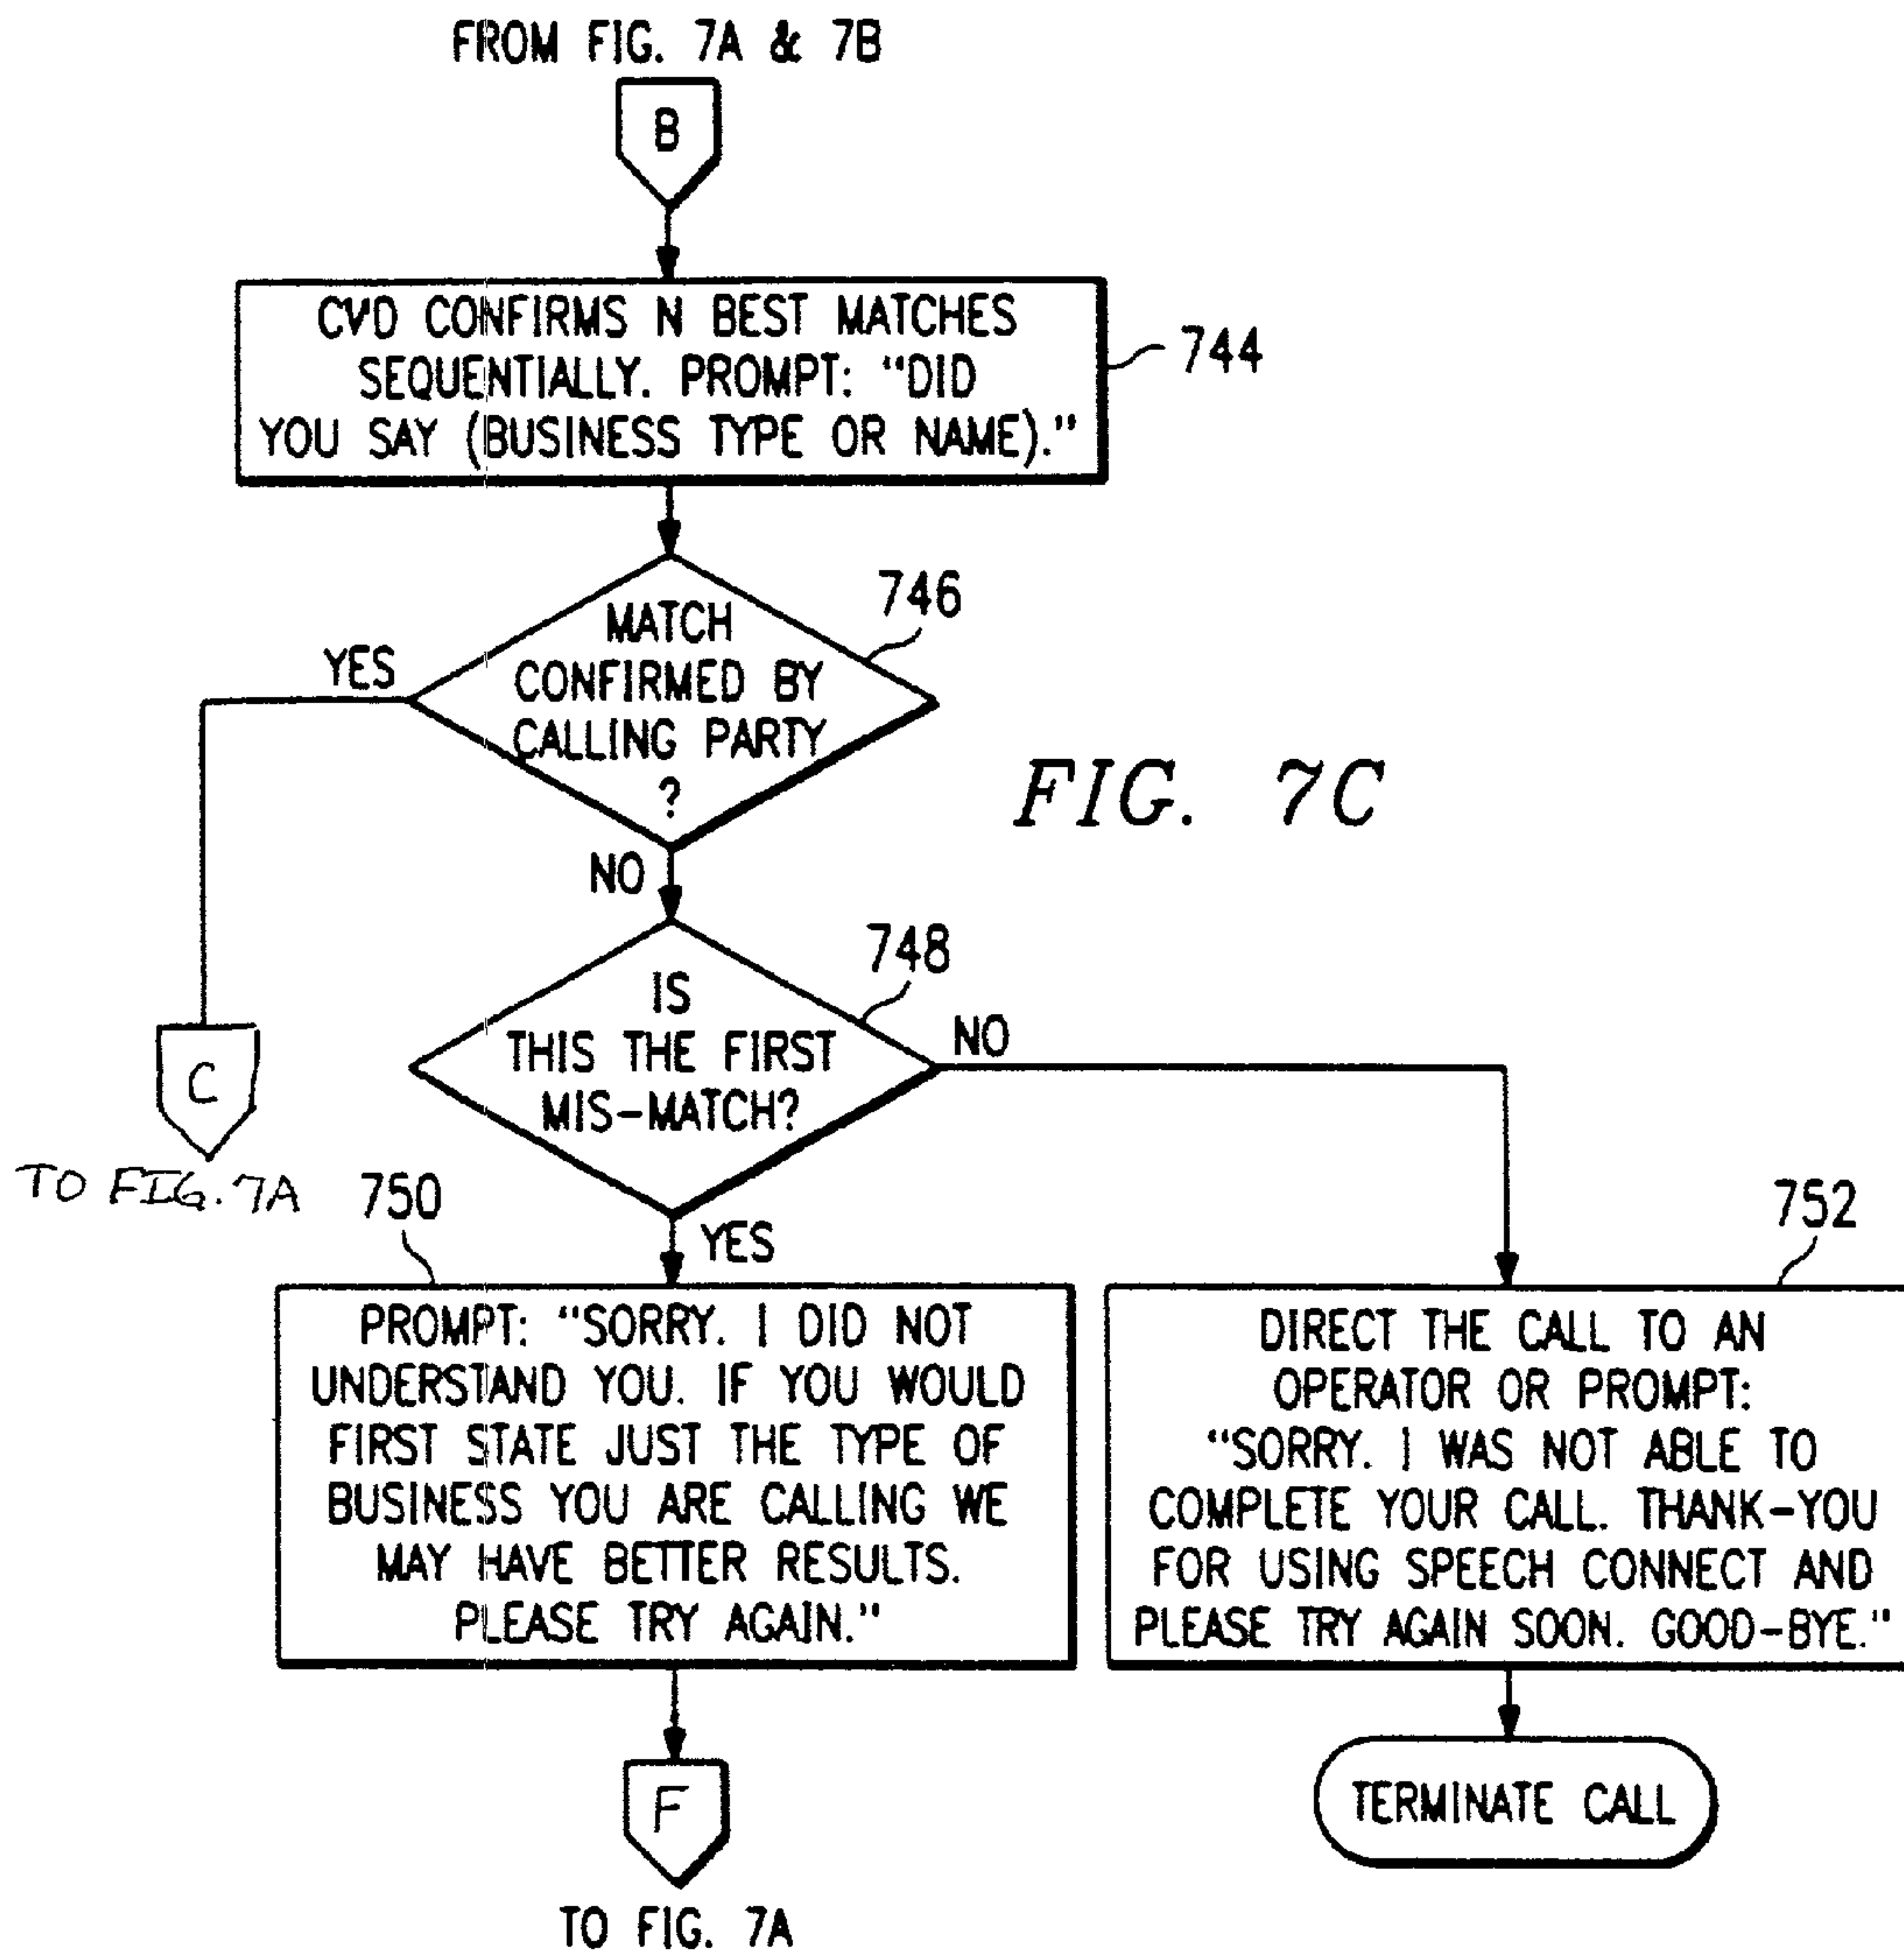 FROM FIG. 7A & 7B
B
CVD CONFIRMS N BEST MATCHES
SEQUENTIALLY. PROMPT: "DID
YOU SAY (BUSINESS TYPE OR NAME)."
744
746
MATCH
CONFIRMED BY
CALLING PARTY
?
YES
NO
FIG. 7C
748
IS
THIS THE FIRST
MIS-MATCH?
NO
C
TO FIG. 7A
YES
750
PROMPT: "SORRY. I DID NOT
UNDERSTAND YOU. IF YOU WOULD
FIRST STATE JUST THE TYPE OF
BUSINESS YOU ARE CALLING WE
MAY HAVE BETTER RESULTS.
PLEASE TRY AGAIN."
752
DIRECT THE CALL TO AN
OPERATOR OR PROMPT:
"SORRY. I WAS NOT ABLE TO
COMPLETE YOUR CALL. THANK-YOU
FOR USING SPEECH CONNECT AND
PLEASE TRY AGAIN SOON. GOOD-BYE."
F
TO FIG. 7A
TERMINATE CALL